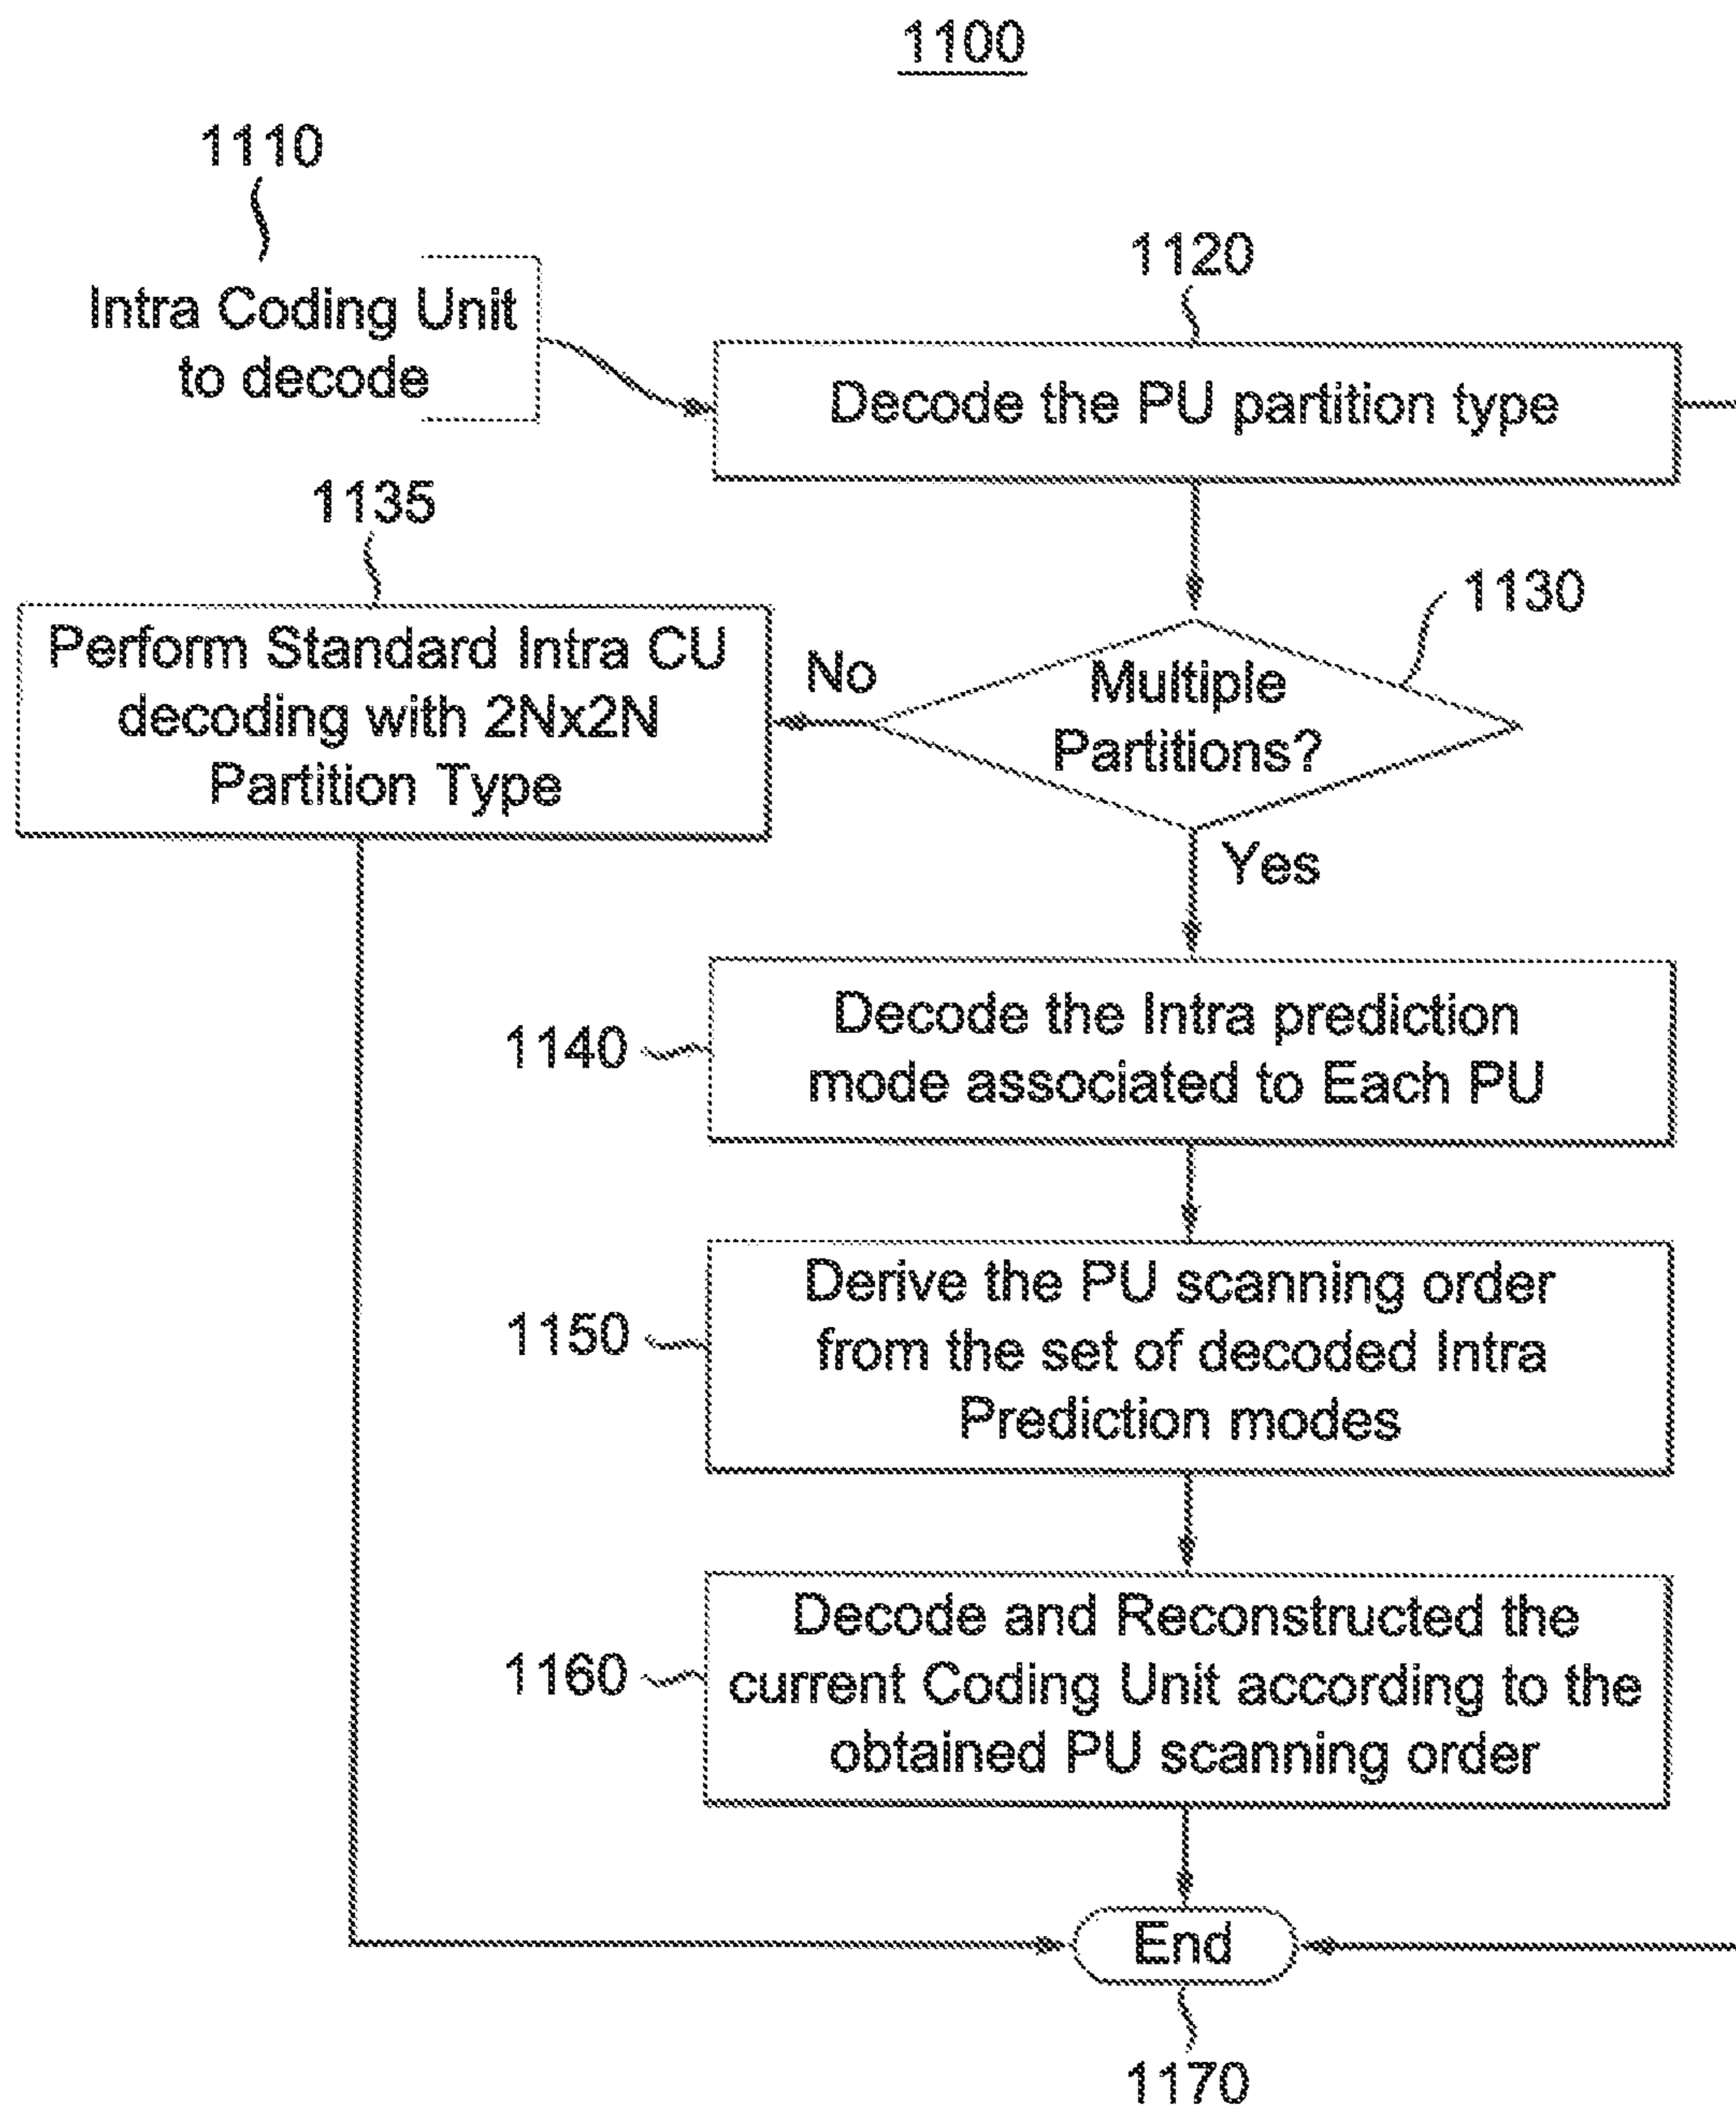 1100
1110
Intra Coding Unit
to decode
1120
Decode the PU partition type
1135
Perform Standard Intra CU
decoding with 2Nx2N
Partition Type
No
1130
Multiple
Partitions?
Yes
1140
Decode the Intra prediction
mode associated to Each PU
1150
Derive the PU scanning order
from the set of decoded Intra
Prediction modes
1160
Decode and Reconstructed the
current Coding Unit according to the
obtained PU scanning order
End
1170